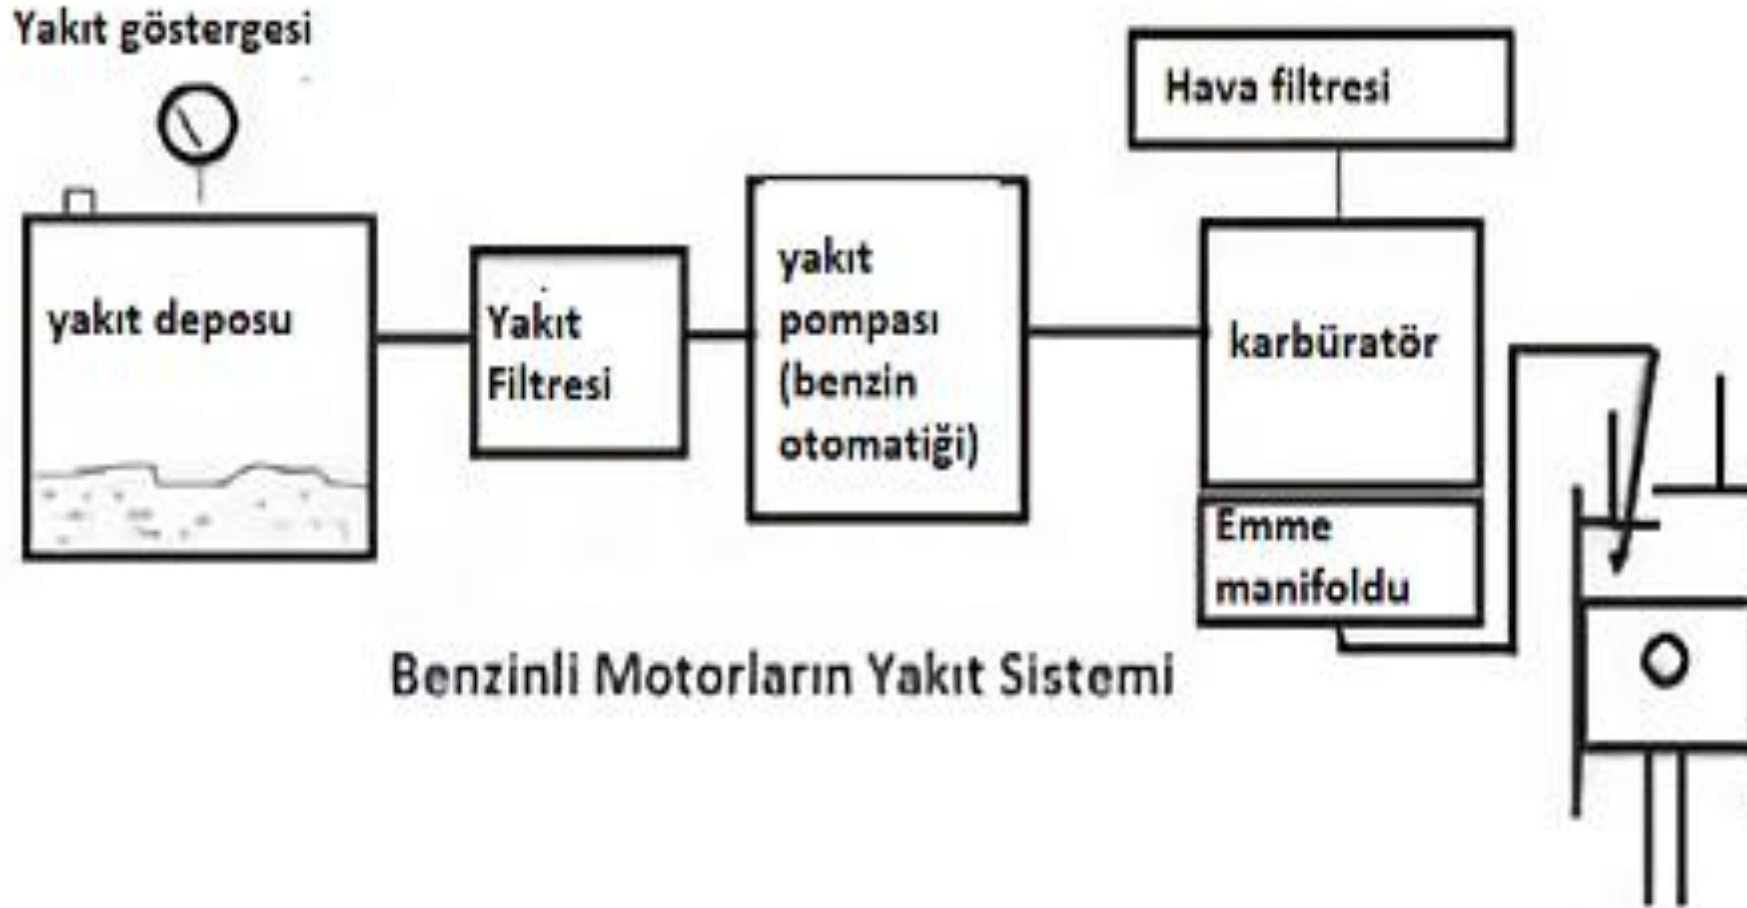 Yakıt göstergesi
Hava filtresi
yakıt deposu
Yakıt
Filtresi
yakıt
pompası
(benzin
otomatiği)
karbüratör
Emme
manifoldu
Benzinli Motorların Yakıt Sistemi